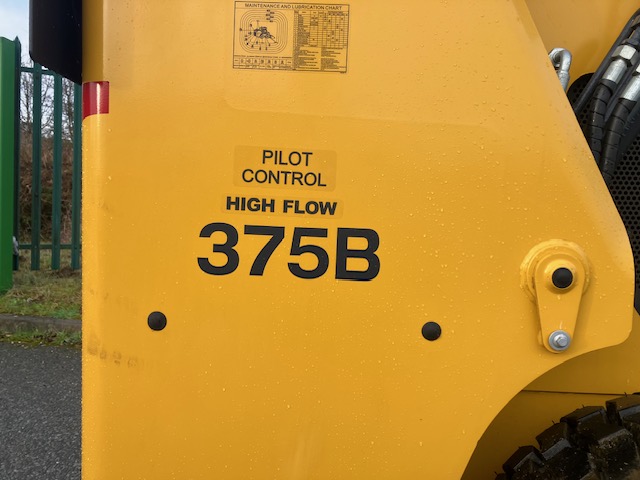 MAINTENANCE AND LUBRICATION CHART
PILOT
CONTROL
HIGH FLOW
375B